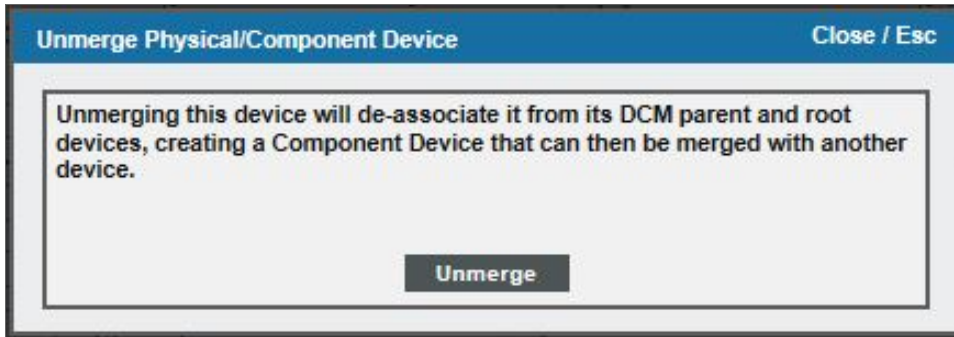 Unmerge Physical/Component Device Close / Esc
Unmerging this device will de-associate it from its DCM parent and root
devices, creating a Component Device that can then be merged with another
device.
Unmerge